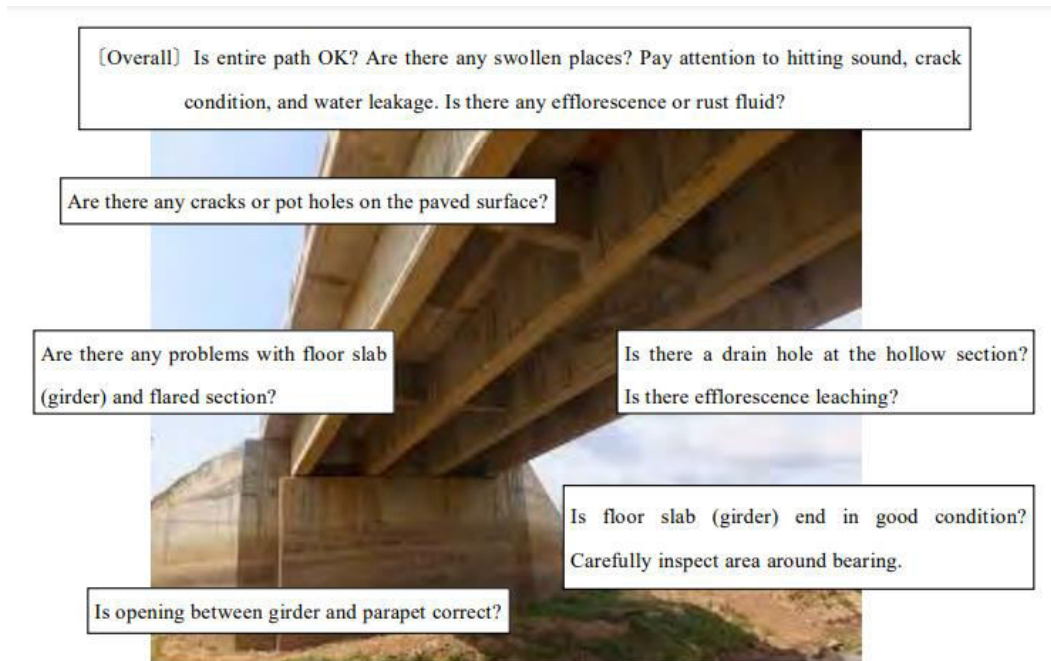 〔Overall〕 Is entire path OK? Are there any swollen places? Pay attention to hitting sound, crack
condition, and water leakage. Is there any efflorescence or rust fluid?
Are there any cracks or pot holes on the paved surface?
Are there any problems with floor slab
(girder) and flared section?
Is there a drain hole at the hollow section?
Is there efflorescence leaching?
Is floor slab (girder) end in good condition?
Carefully inspect area around bearing.
Is opening between girder and parapet correct?